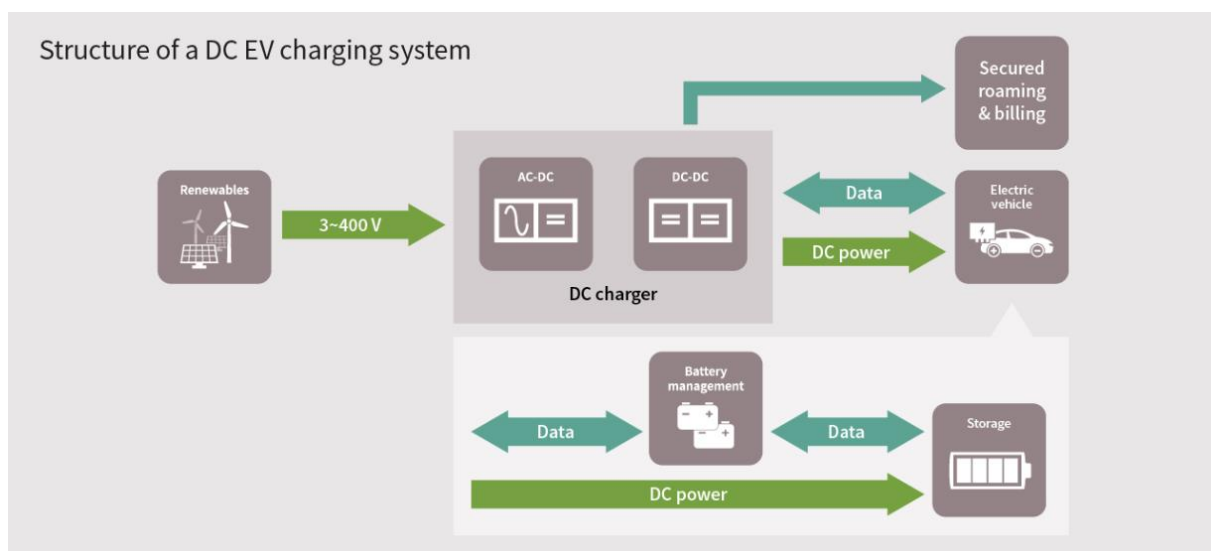 Structure of a DC EV charging system
Secured
roaming
& billing
Renewables
3~400 V
AC-DC
DC-DC
DC charger
Data
DC power
Electric
vehicle
Battery
management
Data
Data
DC power
Storage